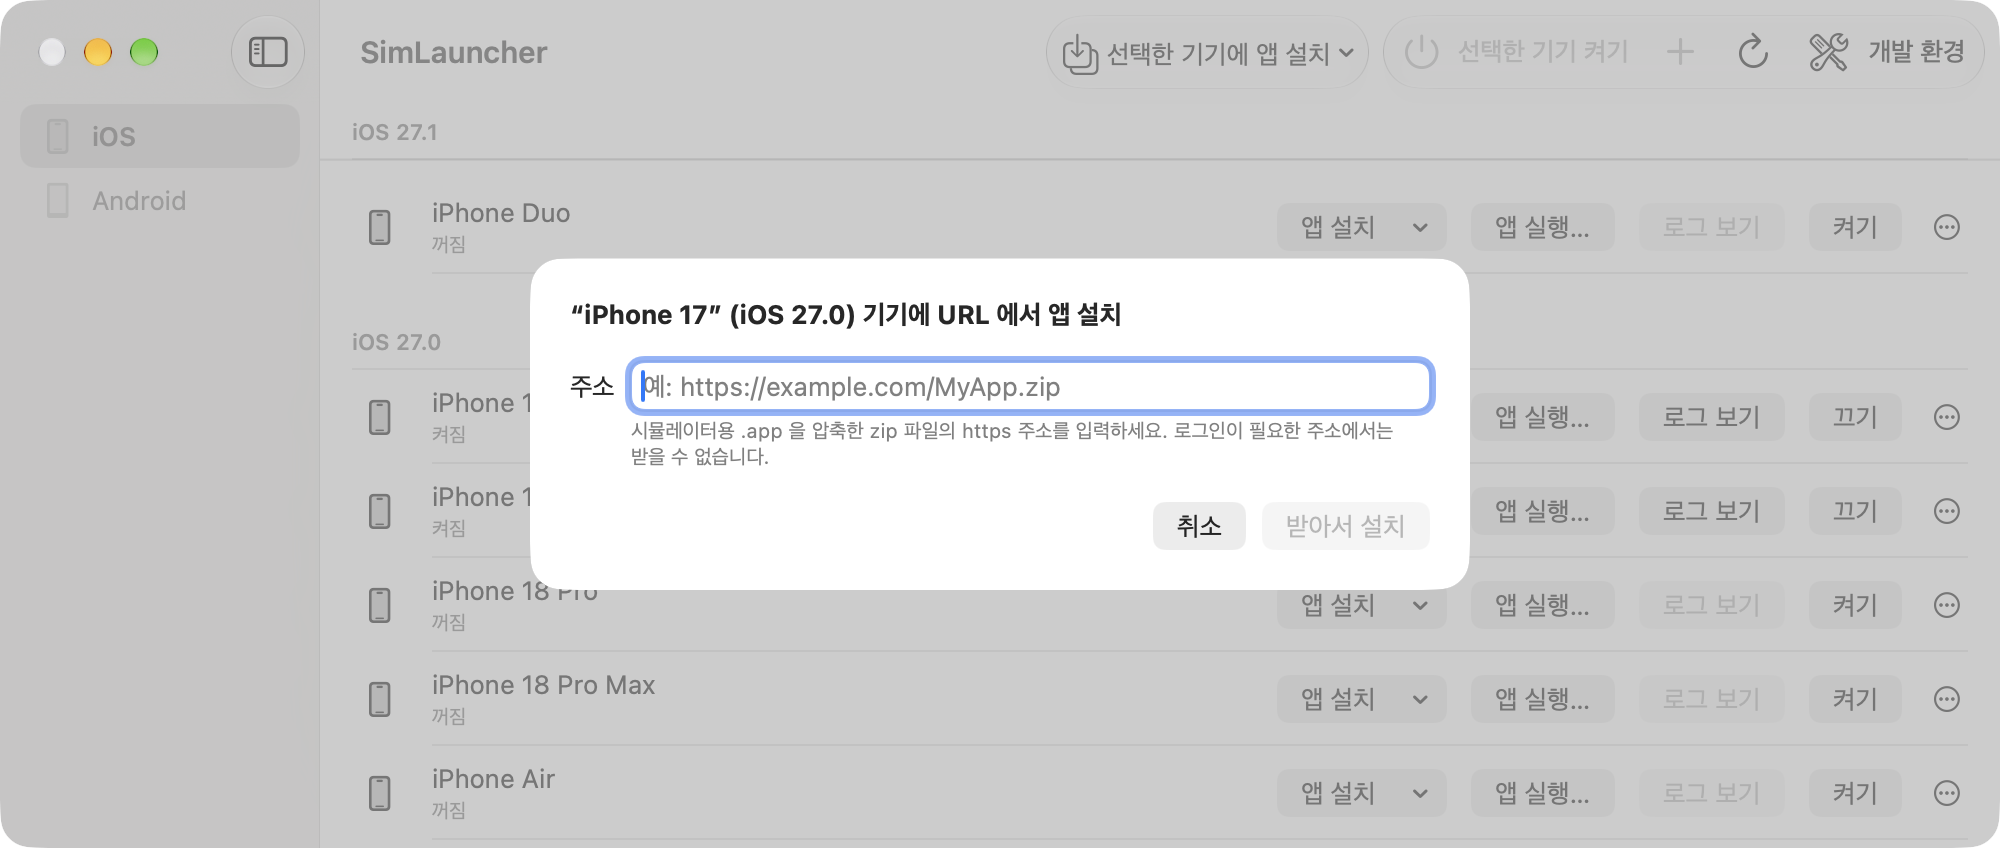 SimLauncher
선택한 기기에 앱 설치
선택한 기기 켜기
개발 환경
iOS
Android
iOS 27.1
iPhone Duo
꺼짐
앱 설치
앱 실행...
로그 보기
켜기
“iPhone 17” (iOS 27.0) 기기에 URL 에서 앱 설치
주소
예: https://example.com/MyApp.zip
시뮬레이터용 .app 을 압축한 zip 파일의 https 주소를 입력하세요. 로그인이 필요한 주소에서는
받을 수 없습니다.
취소
받아서 설치
iOS 27.0
iPhone 1
켜짐
앱 실행...
로그 보기
끄기
iPhone 1
켜짐
앱 실행...
로그 보기
끄기
iPhone 18 Pro
꺼짐
앱 설치
앱 실행...
로그 보기
켜기
iPhone 18 Pro Max
꺼짐
앱 설치
앱 실행...
로그 보기
켜기
iPhone Air
꺼짐
앱 설치
앱 실행...
로그 보기
켜기